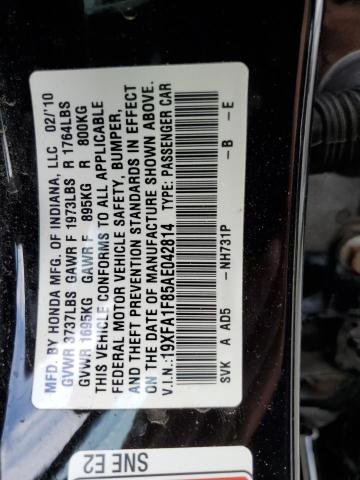 MFD. BY HONDA MFG. OF INDIANA, LLC 02/'10
GVWR 3737LBS GAWR F 1973LBS R 1764LBS
GVWR 1695KG GAWR F 895KG R 800KG
THIS VEHICLE CONFORMS TO ALL APPLICABLE
FEDERAL MOTOR VEHICLE SAFETY, BUMPER,
AND THEFT PREVENTION STANDARDS IN EFFECT
ON THE DATE OF MANUFACTURE SHOWN ABOVE.
V.I.N.:19XFA1F85AE042814 TYPE: PASSENGER CAR
SVK A AD5 -NH731P -B -E
SNE E2